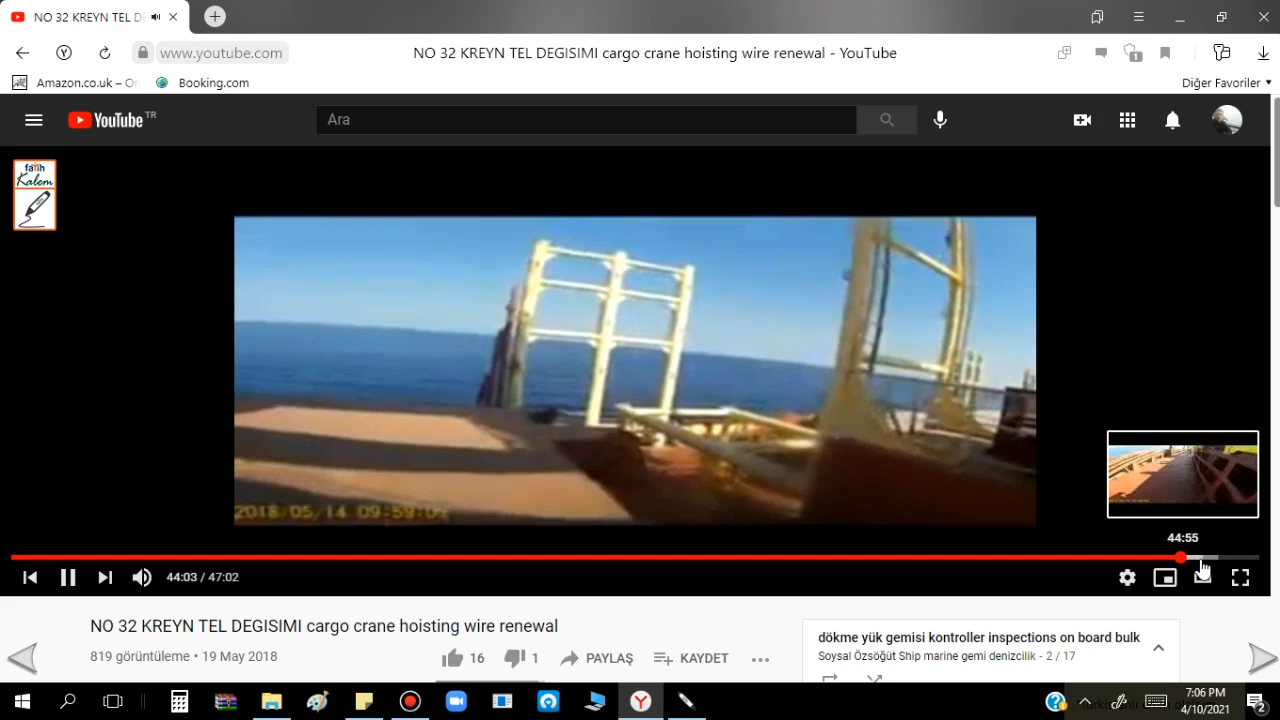 NO 32 KREYN TEL D
www.youtube.com
NO 32 KREYN TEL DEGISIMI cargo crane hoisting wire renewal - YouTube
1
Amazon.co.uk – O
Booking.com
Diğer Favoriler
YouTube TR
Ara
fatih
Kalem
2018/05/14 09:59:09
44:55
44:03 / 47:02
NO 32 KREYN TEL DEGISIMI cargo crane hoisting wire renewal
819 görüntüleme • 19 May 2018
16
1
PAYLAŞ
KAYDET
dökme yük gemisi kontroller inspections on board bulk
Soysal Özsöğüt Ship marine gemi denizcilik - 2 / 17
7:06 PM
4/10/2021
2